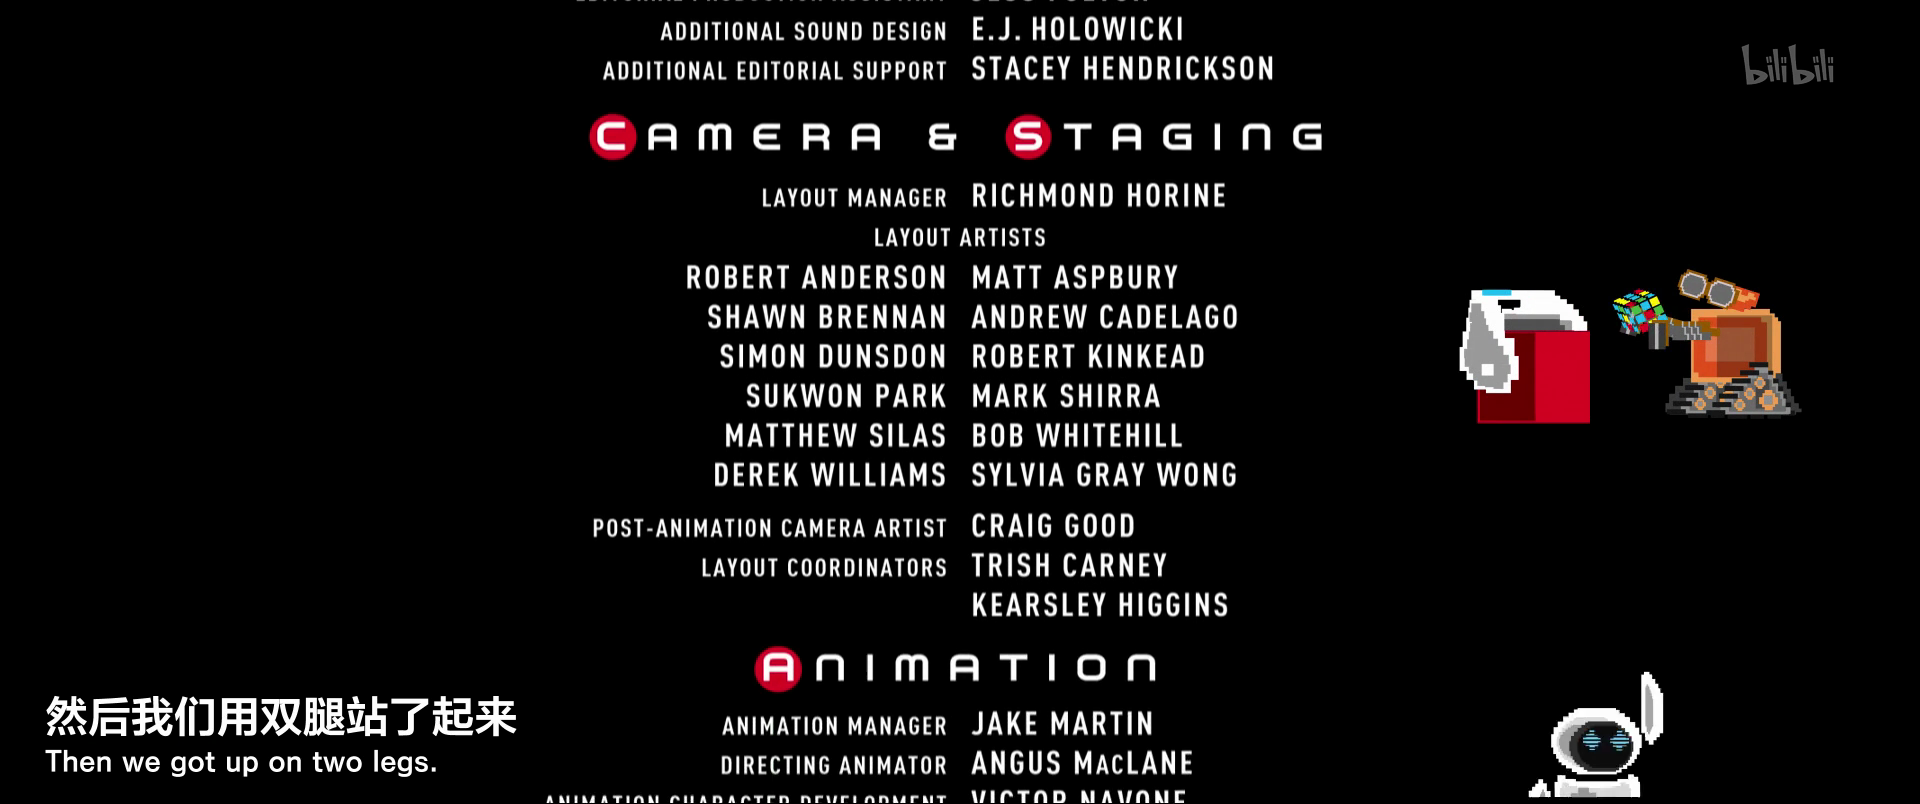 ADDITIONAL SOUND DESIGN E.J. HOLOWICKI
ADDITIONAL EDITORIAL SUPPORT STACEY HENDRICKSON
bilibili
CAMERA & STAGING
LAYOUT MANAGER RICHMOND HORINE
LAYOUT ARTISTS
ROBERT ANDERSON MATT ASPBURY
SHAWN BRENNAN ANDREW CADELAGO
SIMON DUNSDON ROBERT KINKEAD
SUKWON PARK MARK SHIRRA
MATTHEW SILAS BOB WHITEHILL
DEREK WILLIAMS SYLVIA GRAY WONG
POST-ANIMATION CAMERA ARTIST CRAIG GOOD
LAYOUT COORDINATORS TRISH CARNEY
KEARSLEY HIGGINS
ANIMATION
ANIMATION MANAGER JAKE MARTIN
DIRECTING ANIMATOR ANGUS MACLANE
ANIMATION CHARACTER DEVELOPMENT VICTOR NAVONE
然后我们用双腿站了起来
Then we got up on two legs.